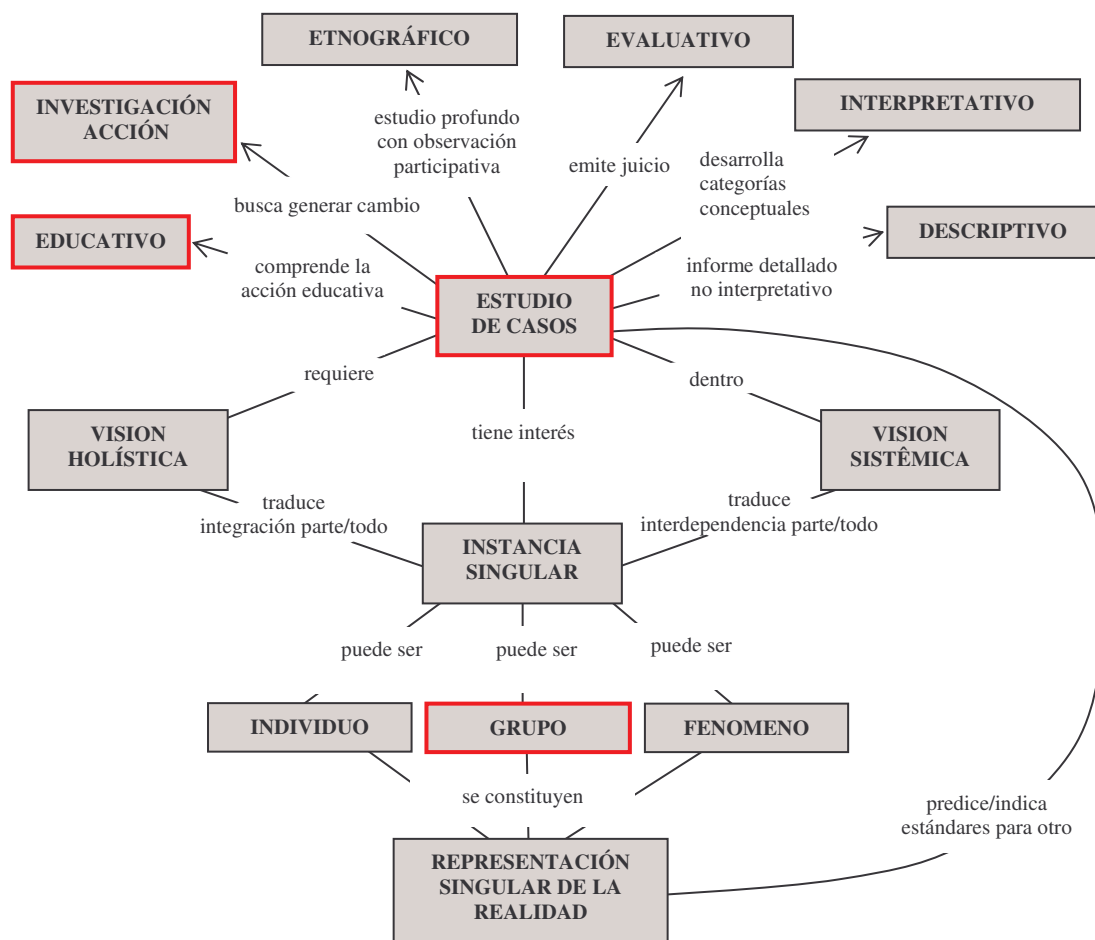 ETNOGRÁFICO
EVALUATIVO
INVESTIGACIÓN
ACCIÓN
INTERPRETATIVO
estudio profundo
con observación
participativa
emite juicio
desarrolla
categorías
conceptuales
busca generar cambio
EDUCATIVO
DESCRIPTIVO
comprende la
acción educativa
informe detallado
no interpretativo
ESTUDIO
DE CASOS
requiere
dentro
tiene interés
VISION
HOLÍSTICA
VISION
SISTÊMICA
traduce
integración parte/todo
traduce
interdependencia parte/todo
INSTANCIA
SINGULAR
puede ser
puede ser
puede ser
INDIVIDUO
GRUPO
FENOMENO
se constituyen
predice/indica
estándares para otro
REPRESENTACIÓN
SINGULAR DE LA
REALIDAD